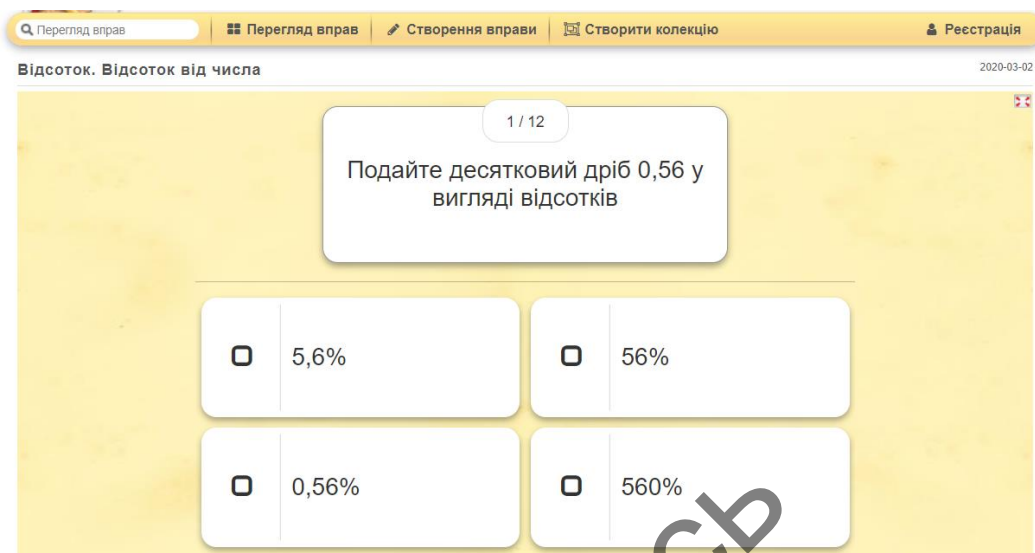 Перегляд вправ
Перегляд вправ
Створення вправи
Створити колекцію
Реєстрація
Відсоток. Відсоток від числа
2020-03-02
1 / 12
Подайте десятковий дріб 0,56 у
вигляді відсотків
5,6%
56%
0,56%
560%
СЬ